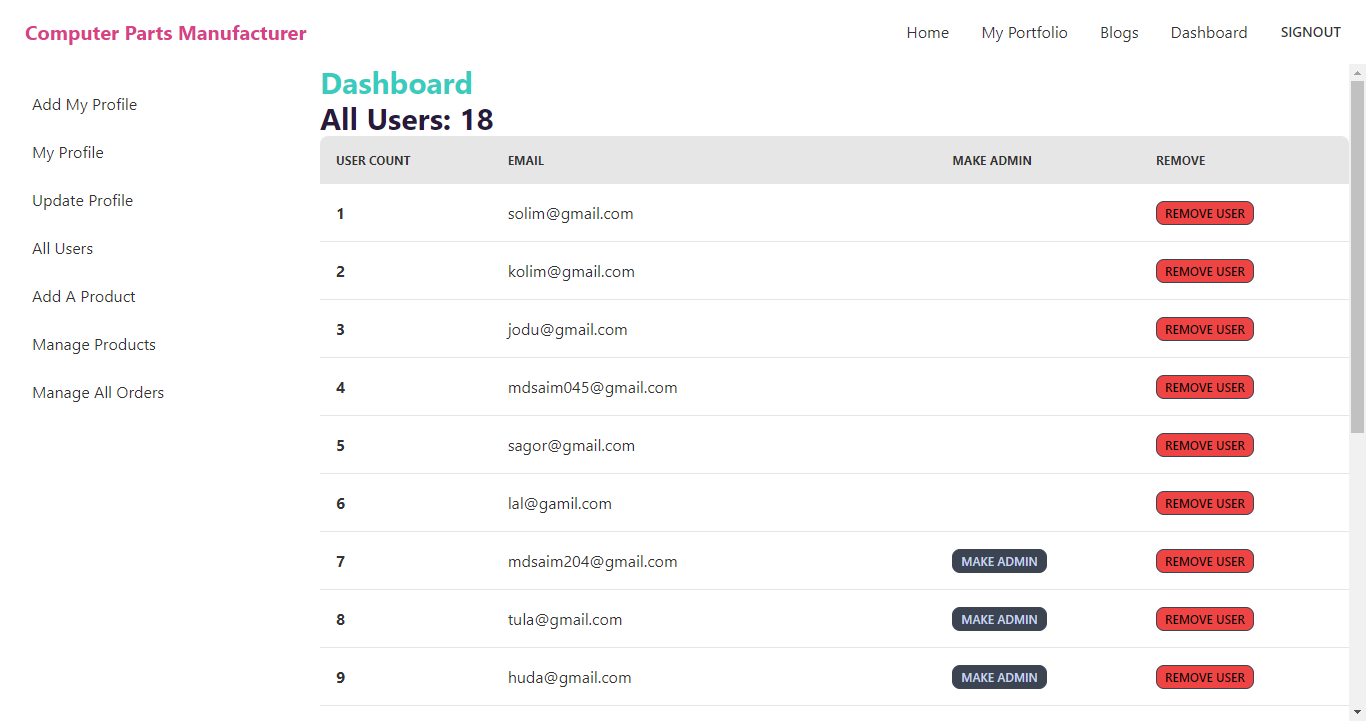 Computer Parts Manufacturer Home My Portfolio Blogs Dashboard SIGNOUT
Add My Profile
My Profile
Update Profile
All Users
Add A Product
Manage Products
Manage All Orders
Dashboard
All Users: 18
USER COUNT EMAIL MAKE ADMIN REMOVE
1 solim@gmail.com REMOVE USER
2 kolim@gmail.com REMOVE USER
3 jodu@gmail.com REMOVE USER
4 mdsaim045@gmail.com REMOVE USER
5 sagor@gmail.com REMOVE USER
6 lal@gamil.com REMOVE USER
7 mdsaim204@gmail.com MAKE ADMIN REMOVE USER
8 tula@gmail.com MAKE ADMIN REMOVE USER
9 huda@gmail.com MAKE ADMIN REMOVE USER